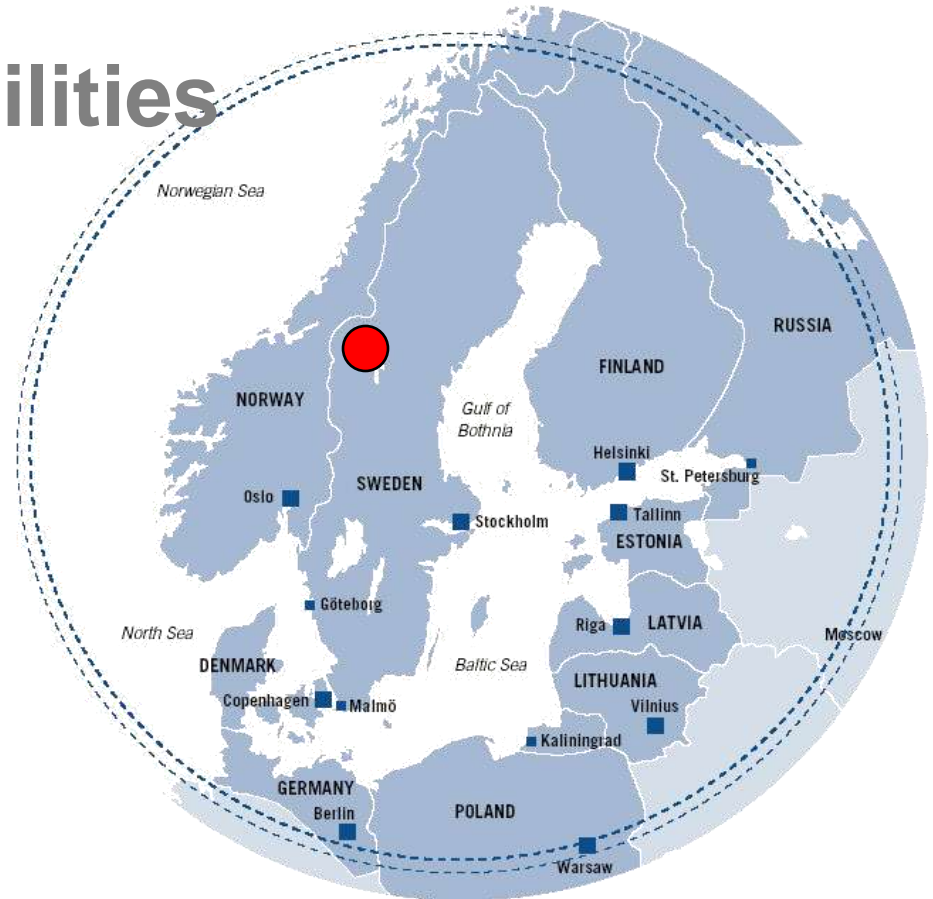 ilities
Norwegian Sea
RUSSIA
FINLAND
NORWAY
Gulf of
Bothnia
Helsinki
St. Petersburg
SWEDEN
Oslo
Stockholm
Tallinn
ESTONIA
Göteborg
Riga
LATVIA
North Sea
Moscow
DENMARK
Baltic Sea
LITHUANIA
Copenhagen
Malmö
Vilnius
Kaliningrad
GERMANY
Berlin
POLAND
Warsaw